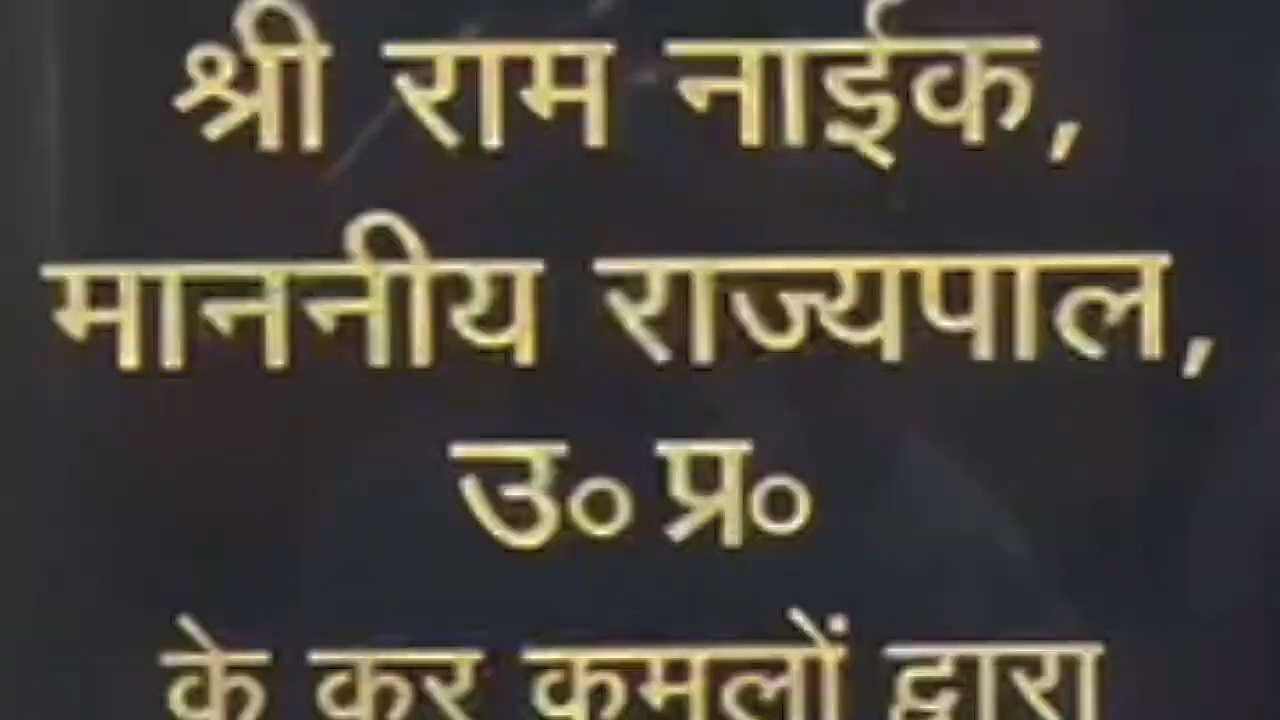 श्री राम नाईक,
माननीय राज्यपाल,
उ० प्र०
के कर कमलों द्वारा